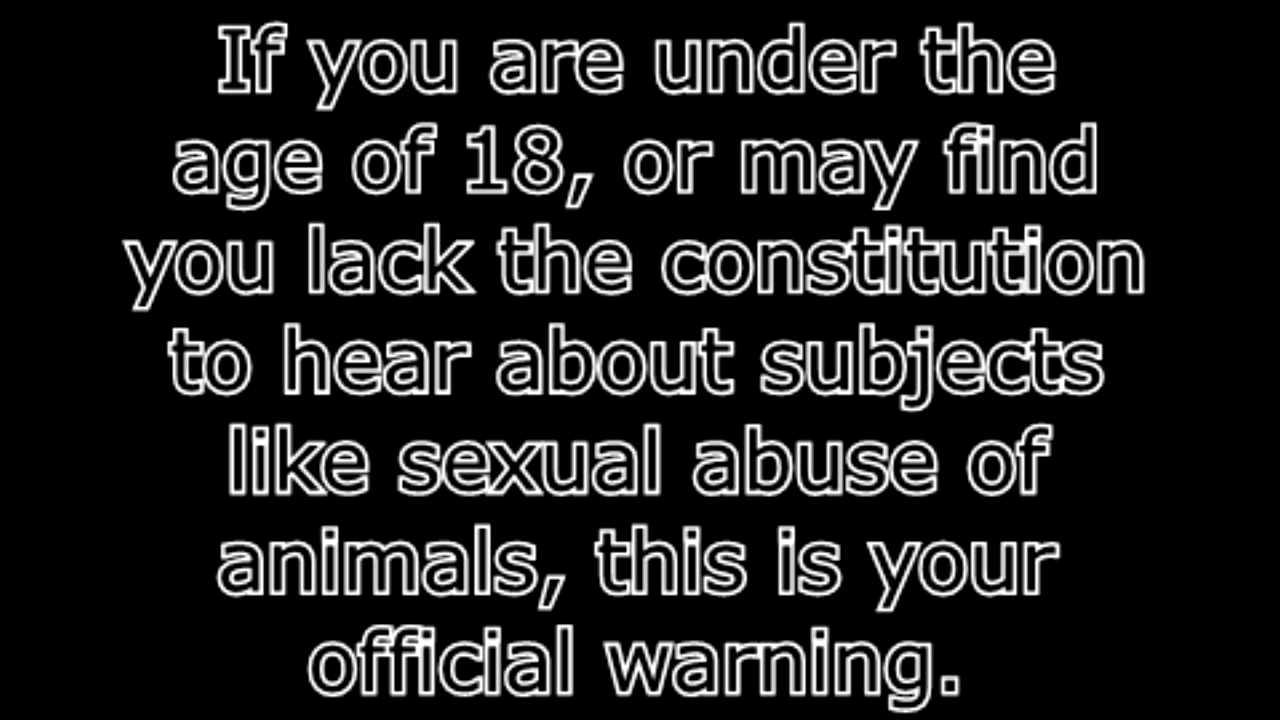 If you are under the
age of 18, or may find
you lack the constitution
to hear about subjects
like sexual abuse of
animals, this is your
official warning.